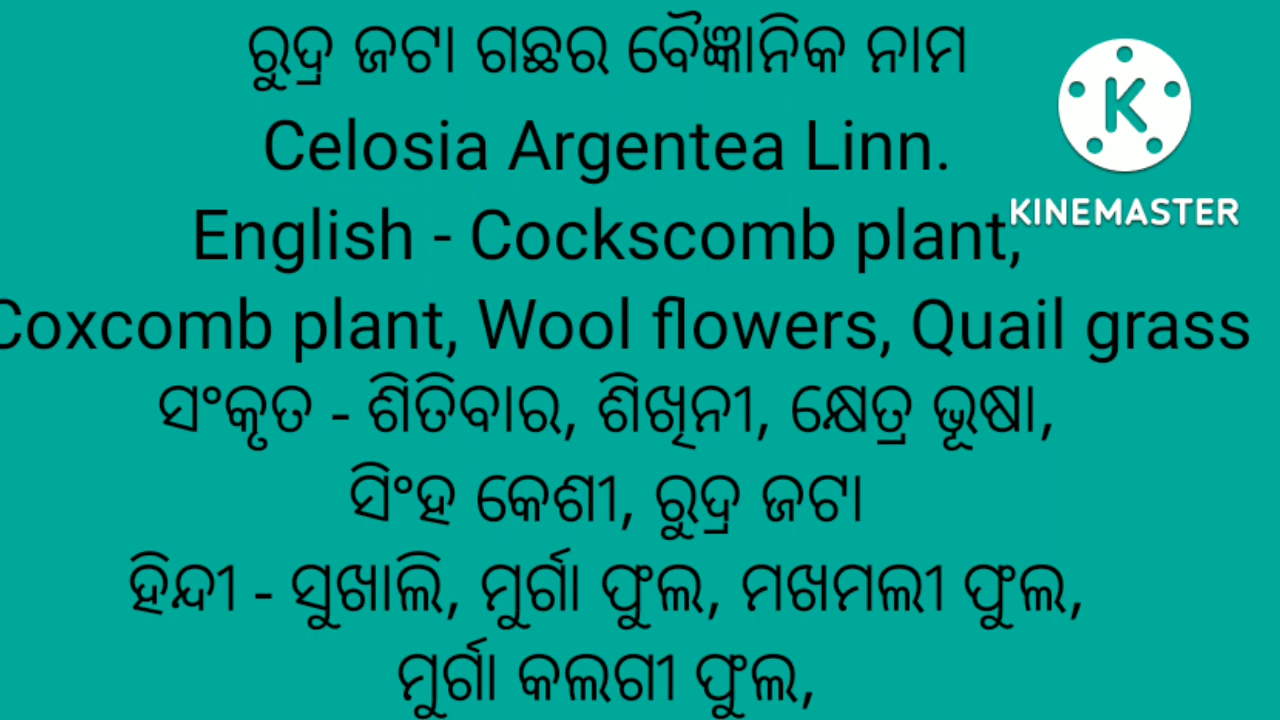 ରୁଦ୍ର ଜଟା ଗଛର ବୈଜ୍ଞାନିକ ନାମ
Celosia Argentea Linn.
English - Cockscomb plant,
Coxcomb plant, Wool flowers, Quail grass
ସଂକୃତ - ଶିତିବାର, ଶିଖିନୀ, କ୍ଷେତ୍ର ଭୂଷା,
ସିଂହ କେଶୀ, ରୁଦ୍ର ଜଟା
ହିନ୍ଦୀ - ସୁଖାଲି, ମୁର୍ଗା ଫୁଲ, ମଖମଲୀ ଫୁଲ,
ମୁର୍ଗା କଲଗୀ ଫୁଲ,
K
KINEMASTER